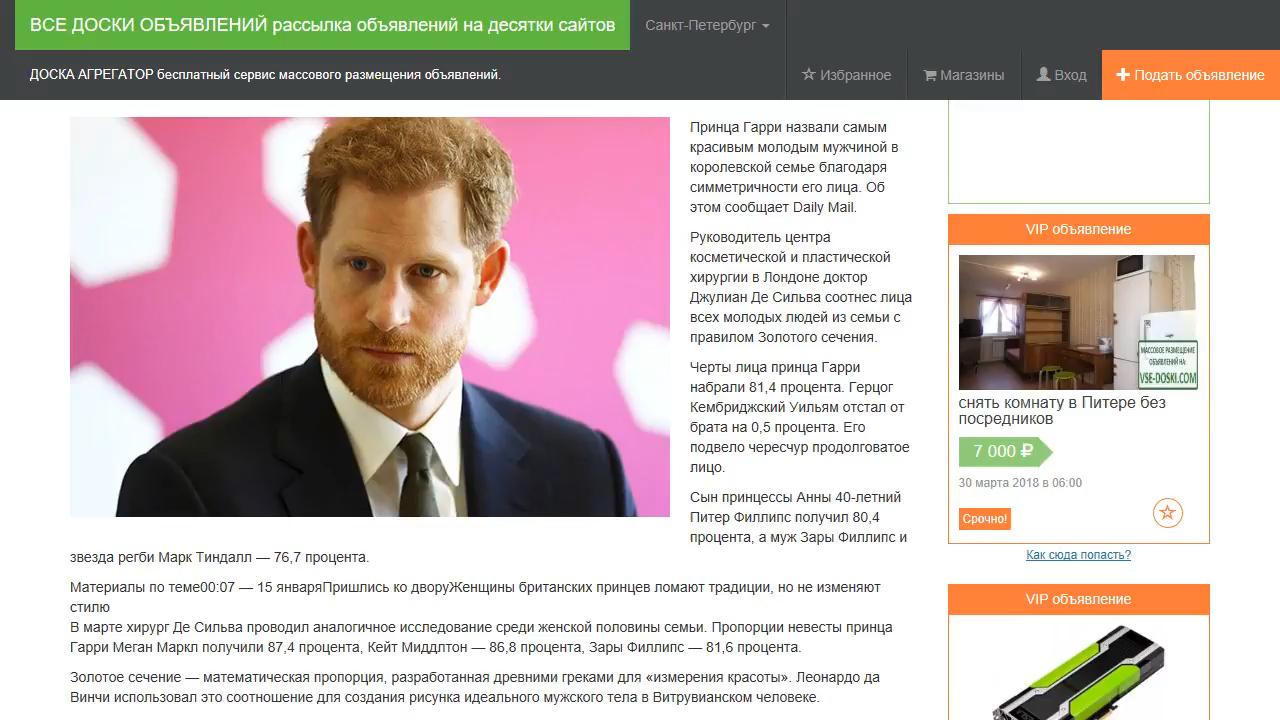 ВСЕ ДОСКИ ОБЪЯВЛЕНИЙ рассылка объявлений на десятки сайтов
Санкт-Петербург
ДОСКА АГРЕГАТОР бесплатный сервис массового размещения объявлений.
Избранное
Магазины
Вход
Подать объявление
Принца Гарри назвали самым
красивым молодым мужчиной в
королевской семье благодаря
симметричности его лица. Об
этом сообщает Daily Mail.
Руководитель центра
косметической и пластической
хирургии в Лондоне доктор
Джулиан Де Сильва соотнес лица
всех молодых людей из семьи с
правилом Золотого сечения.
Черты лица принца Гарри
набрали 81,4 процента. Герцог
Кембриджский Уильям отстал от
брата на 0,5 процента. Его
подвело чересчур продолговатое
лицо.
Сын принцессы Анны 40-летний
Питер Филлипс получил 80,4
процента, а муж Зары Филлипс и
звезда регби Марк Тиндалл — 76,7 процента.
Материалы по теме00:07 — 15 январяПришлись ко дворуЖенщины британских принцев ломают традиции, но не изменяют
стилю
В марте хирург Де Сильва проводил аналогичное исследование среди женской половины семьи. Пропорции невесты принца
Гарри Меган Маркл получили 87,4 процента, Кейт Миддлтон — 86,8 процента, Зары Филлипс — 81,6 процента.
Золотое сечение — математическая пропорция, разработанная древними греками для «измерения красоты». Леонардо да
Винчи использовал это соотношение для создания рисунка идеального мужского тела в Витрувианском человеке.
VIP объявление
МАССОВОЕ РАЗМЕЩЕНИЕ
ОБЪЯВЛЕНИЙ НА:
VSE-DOSKI.COM
снять комнату в Питере без
посредников
7 000 ₽
30 марта 2018 в 06:00
Срочно!
Как сюда попасть?
VIP объявление